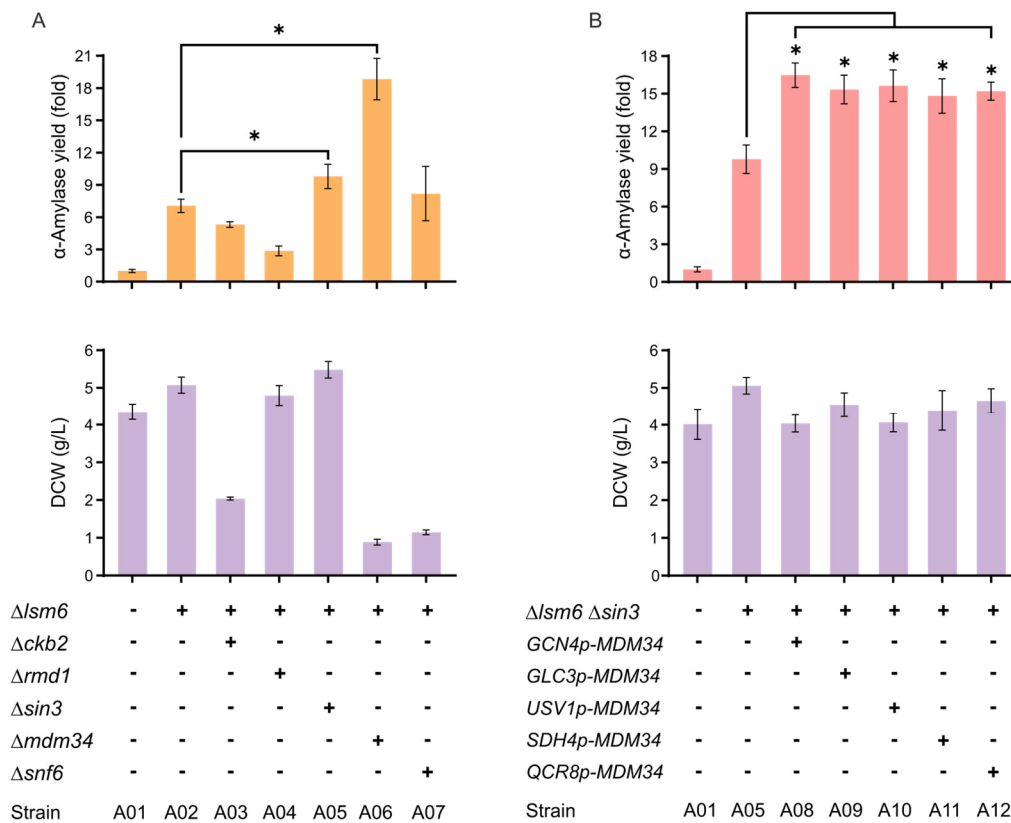 A
α-Amylase yield (fold)
21
18
15
12
9
6
3
0
*
*
DCW (g/L)
6
5
4
3
2
1
0
Δlsm6 - + + + + + +
Δckb2 - - + - - - -
Δrmd1 - - - + - - -
Δsin3 - - - - + - -
Δmdm34 - - - - - + -
Δsnf6 - - - - - - +
Strain A01 A02 A03 A04 A05 A06 A07
B
α-Amylase yield (fold)
18
15
12
9
6
3
0
* * * * *
DCW (g/L)
6
5
4
3
2
1
0
Δlsm6 Δsin3 - + + + + + +
GCN4p-MDM34 - - + - - - -
GLC3p-MDM34 - - - + - - -
USV1p-MDM34 - - - - + - -
SDH4p-MDM34 - - - - - + -
QCR8p-MDM34 - - - - - - +
Strain A01 A05 A08 A09 A10 A11 A12